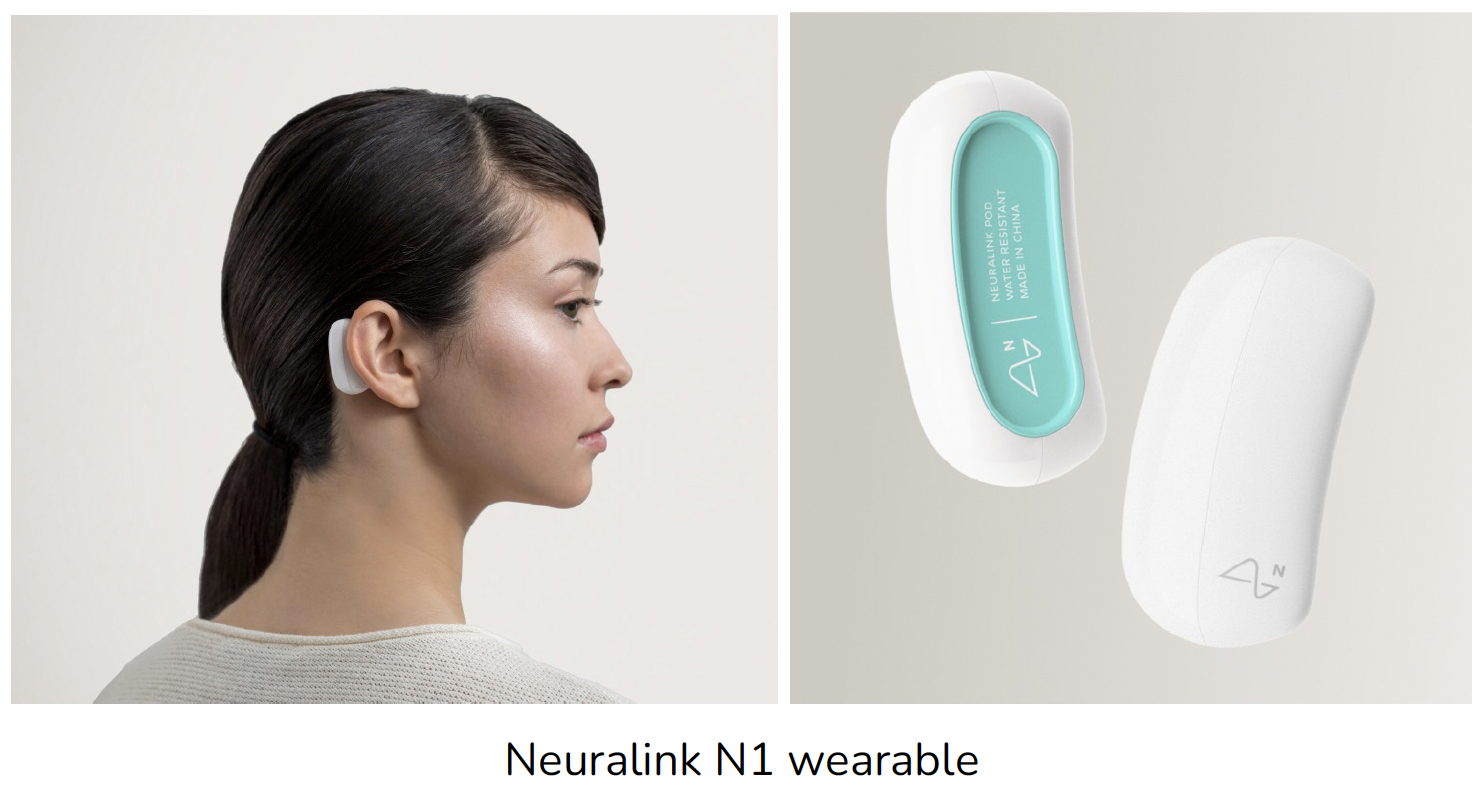 NEURALINK POD
WATER RESISTANT
MADE IN CHINA
N
N
Neuralink N1 wearable